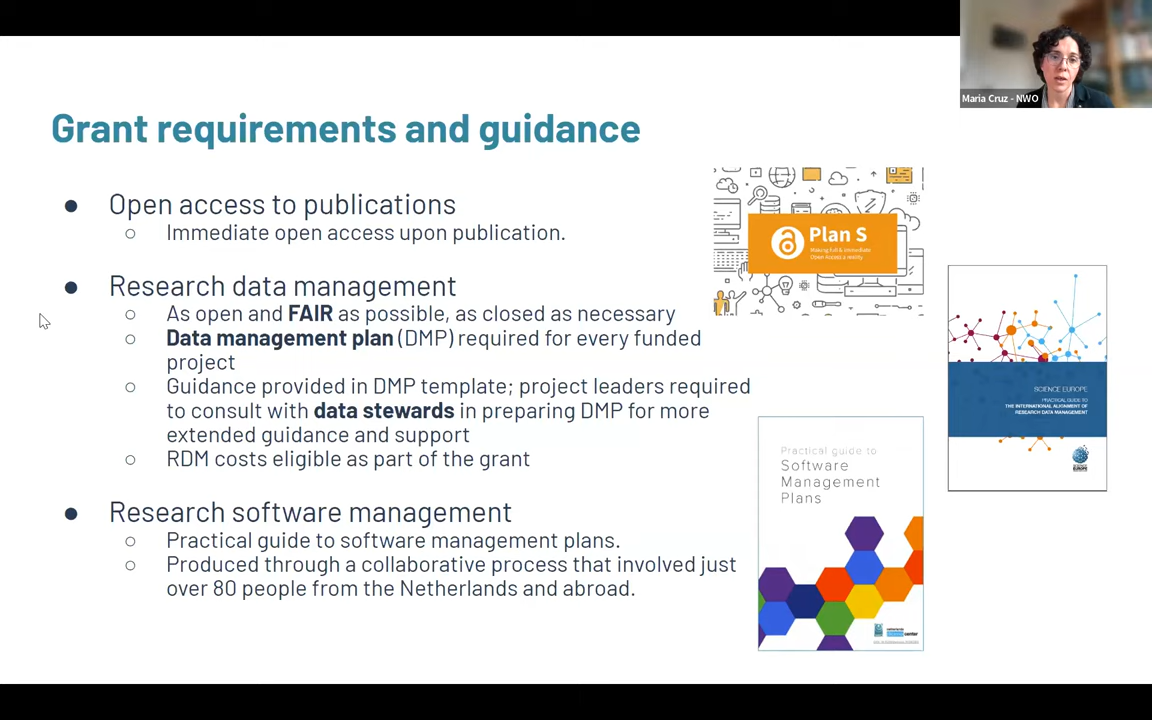 Maria Cruz - NWO
Grant requirements and guidance
● Open access to publications
○ Immediate open access upon publication.
● Research data management
○ As open and FAIR as possible, as closed as necessary
○ Data management plan (DMP) required for every funded
project
○ Guidance provided in DMP template; project leaders required
to consult with data stewards in preparing DMP for more
extended guidance and support
○ RDM costs eligible as part of the grant
● Research software management
○ Practical guide to software management plans.
○ Produced through a collaborative process that involved just
over 80 people from the Netherlands and abroad.
Plan S
Making full & immediate
Open Access a reality
SCIENCE EUROPE
PRACTICAL GUIDE TO
THE INTERNATIONAL ALIGNMENT OF
RESEARCH DATA MANAGEMENT
SCIENCE
EUROPE
Practical guide to
Software
Management
Plans
center